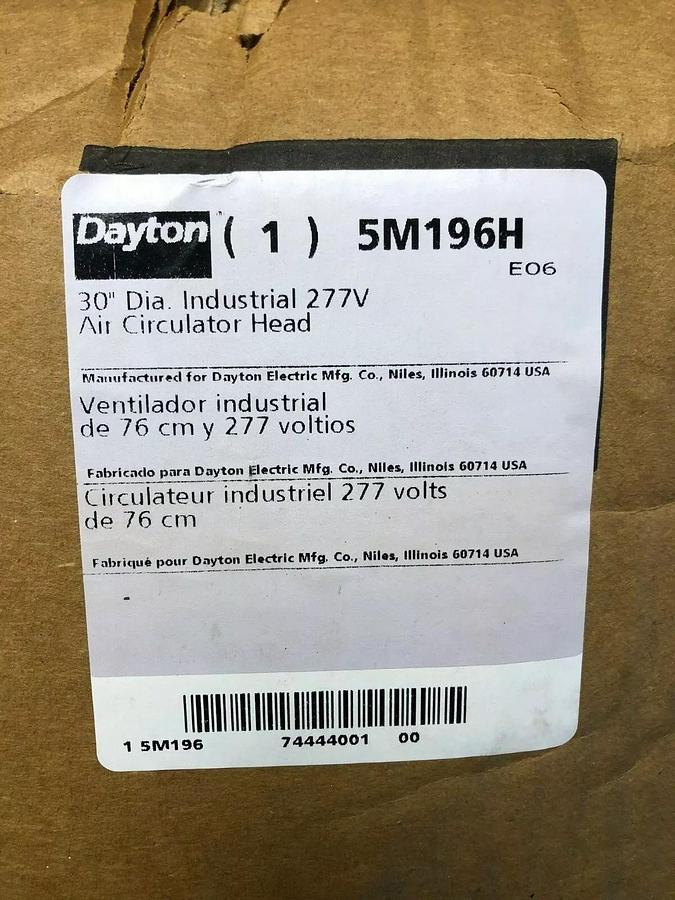 Dayton ( 1 ) 5M196H
E06
30" Dia. Industrial 277V
Air Circulator Head
Manufactured for Dayton Electric Mfg. Co., Niles, Illinois 60714 USA
Ventilador industrial
de 76 cm y 277 voltios
Fabricado para Dayton Electric Mfg. Co., Niles, Illinois 60714 USA
Circulateur industriel 277 volts
de 76 cm
Fabriqué pour Dayton Electric Mfg. Co., Niles, Illinois 60714 USA
1 5M196 74444001 00